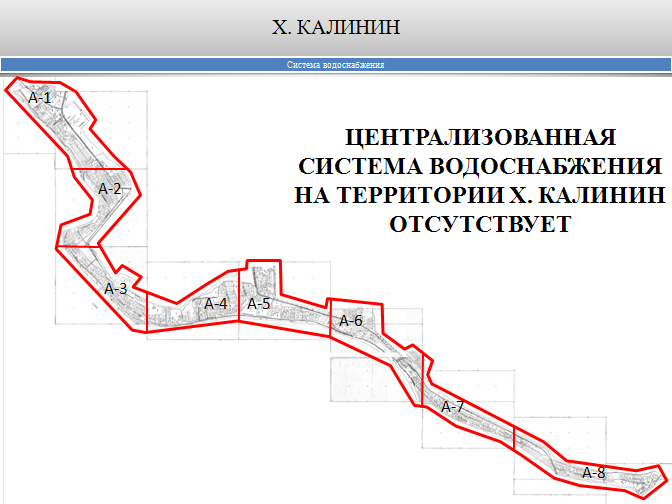 Х. КАЛИНИН
Система водоснабжения
А-1
ЦЕНТРАЛИЗОВАННАЯ
СИСТЕМА ВОДОСНАБЖЕНИЯ
НА ТЕРРИТОРИИ Х. КАЛИНИН
ОТСУТСТВУЕТ
А-2
А-3
А-4
А-5
А-6
А-7
А-8